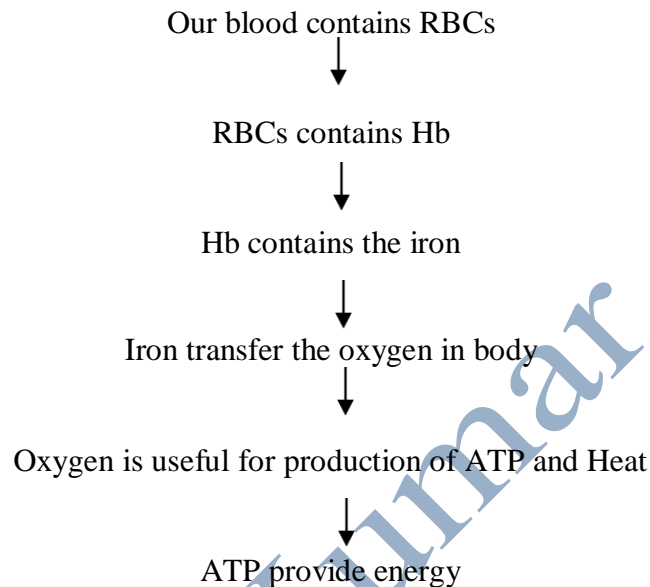 Our blood contains RBCs
RBCs contains Hb
Hb contains the iron
Iron transfer the oxygen in body
Oxygen is useful for production of ATP and Heat
ATP provide energy
Kumar